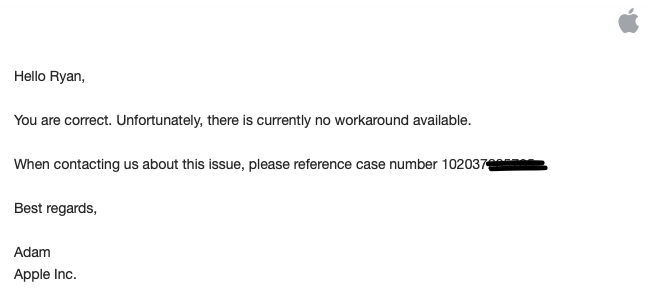 Hello Ryan,
You are correct. Unfortunately, there is currently no workaround available.
When contacting us about this issue, please reference case number 102037
Best regards,
Adam
Apple Inc.